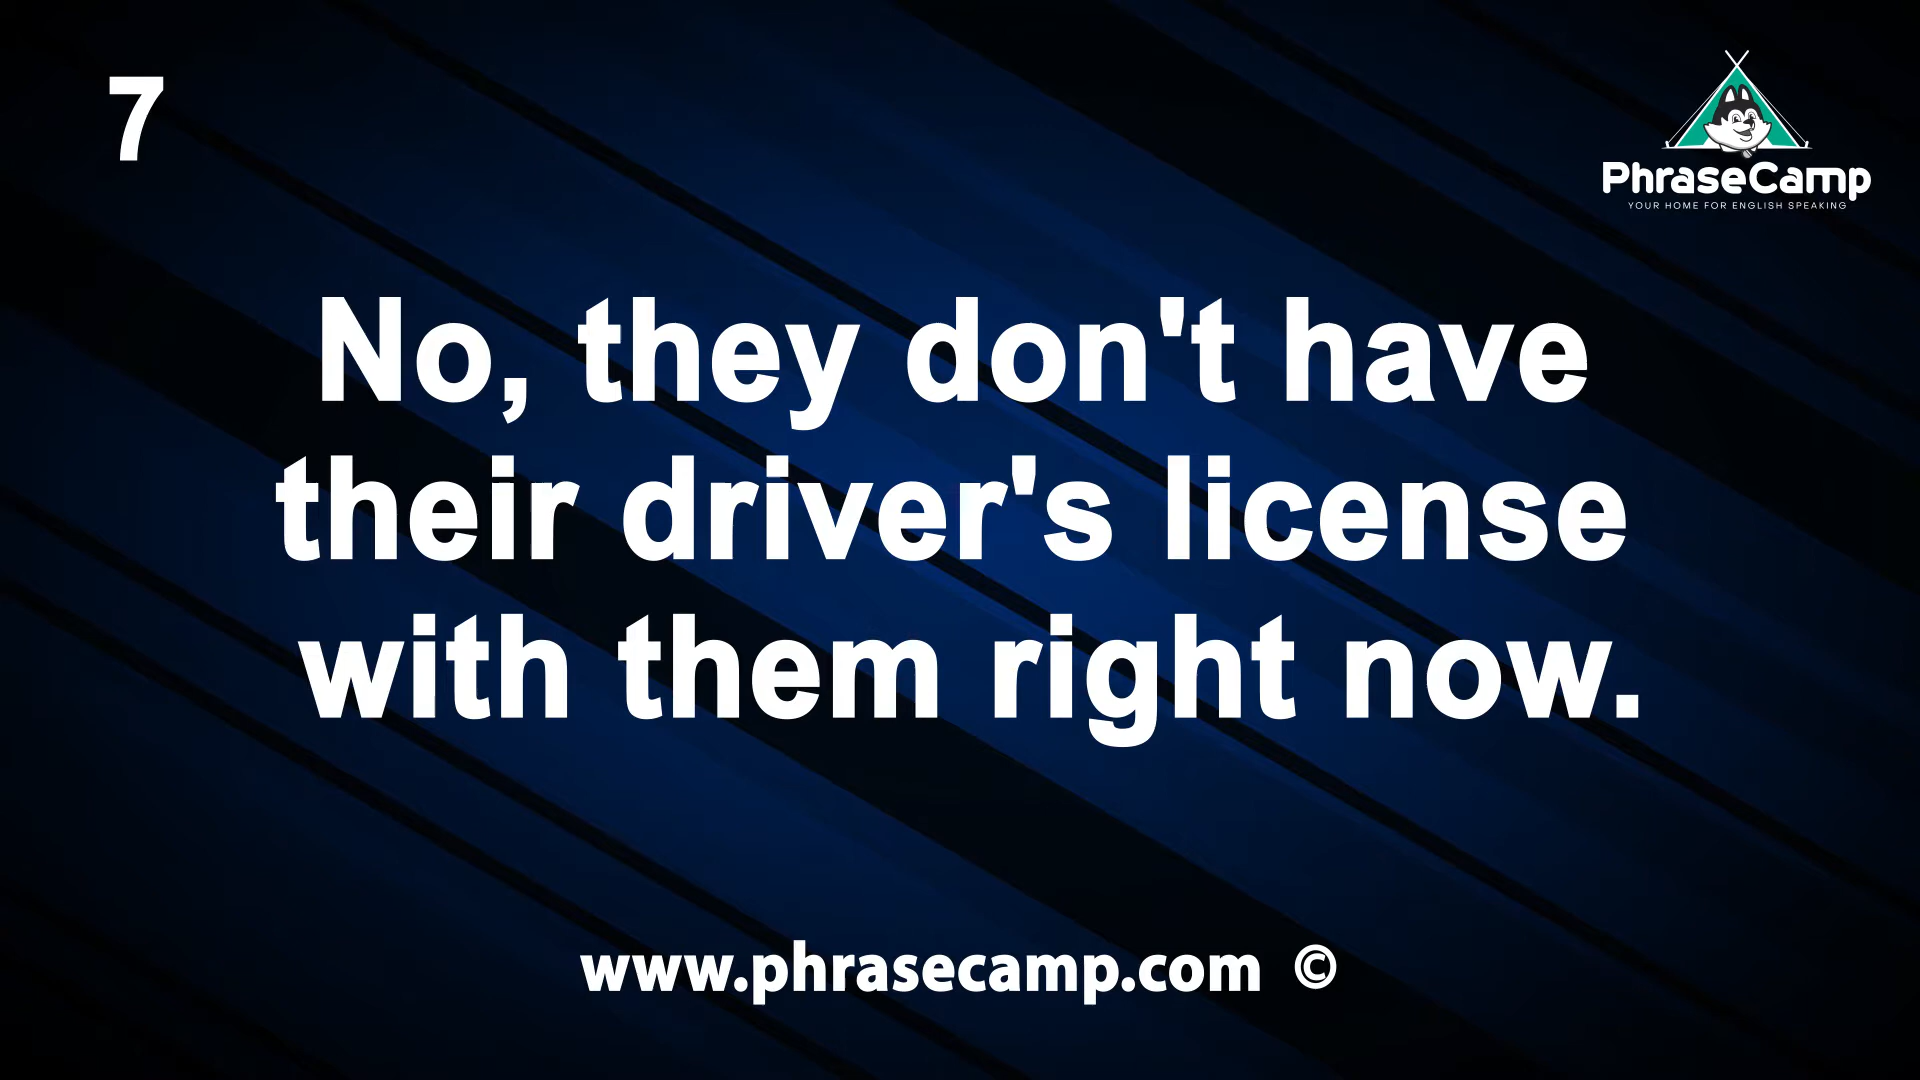 7
PhraseCamp
YOUR HOME FOR ENGLISH SPEAKING
No, they don't have
their driver's license
with them right now.
www.phrasecamp.com ©